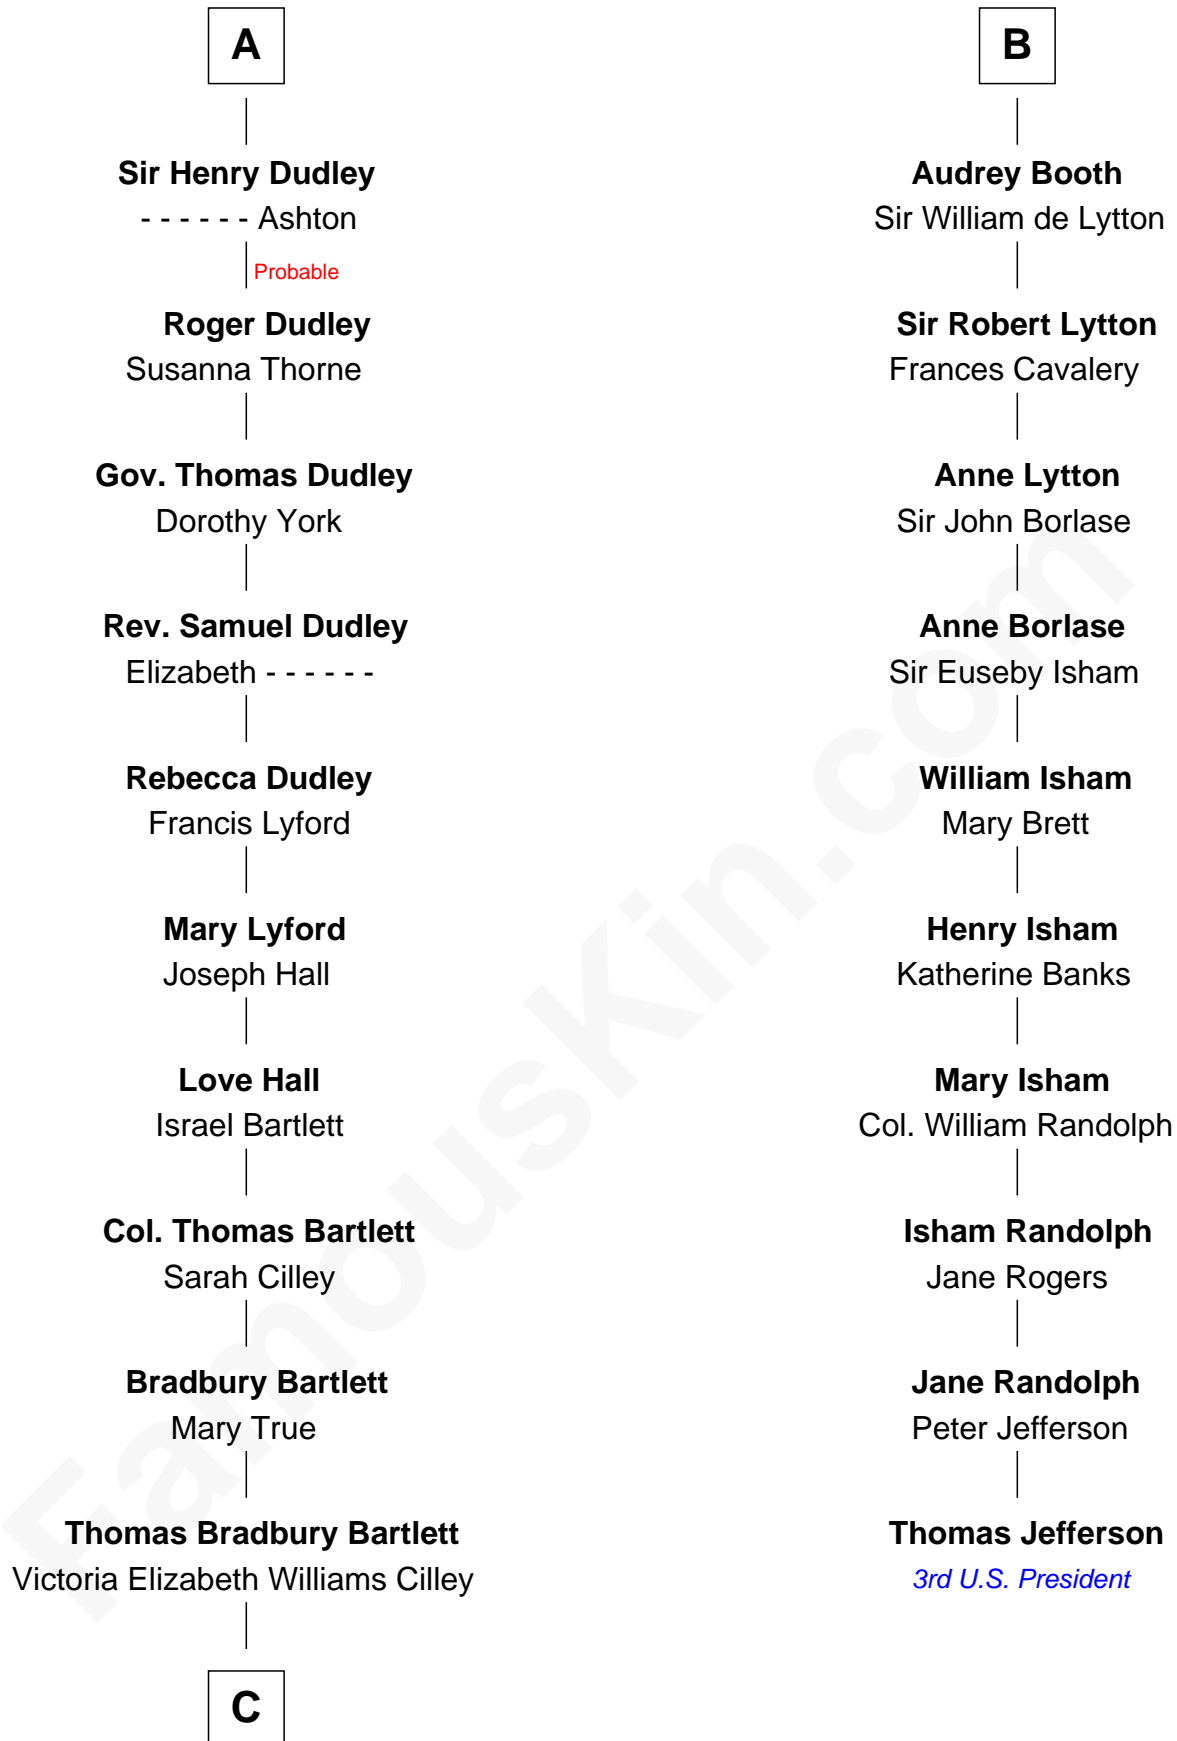 A
Sir Henry Dudley
- - - - - - Ashton
Probable
Roger Dudley
Susanna Thorne
Gov. Thomas Dudley
Dorothy York
Rev. Samuel Dudley
Elizabeth - - - - - -
Rebecca Dudley
Francis Lyford
Mary Lyford
Joseph Hall
Love Hall
Israel Bartlett
Col. Thomas Bartlett
Sarah Cilley
Bradbury Bartlett
Mary True
Thomas Bradbury Bartlett
Victoria Elizabeth Williams Cilley
C
B
Audrey Booth
Sir William de Lytton
Sir Robert Lytton
Frances Cavalery
Anne Lytton
Sir John Borlase
Anne Borlase
Sir Euseby Isham
William Isham
Mary Brett
Henry Isham
Katherine Banks
Mary Isham
Col. William Randolph
Isham Randolph
Jane Rogers
Jane Randolph
Peter Jefferson
Thomas Jefferson
3rd U.S. President
FamousKin.com